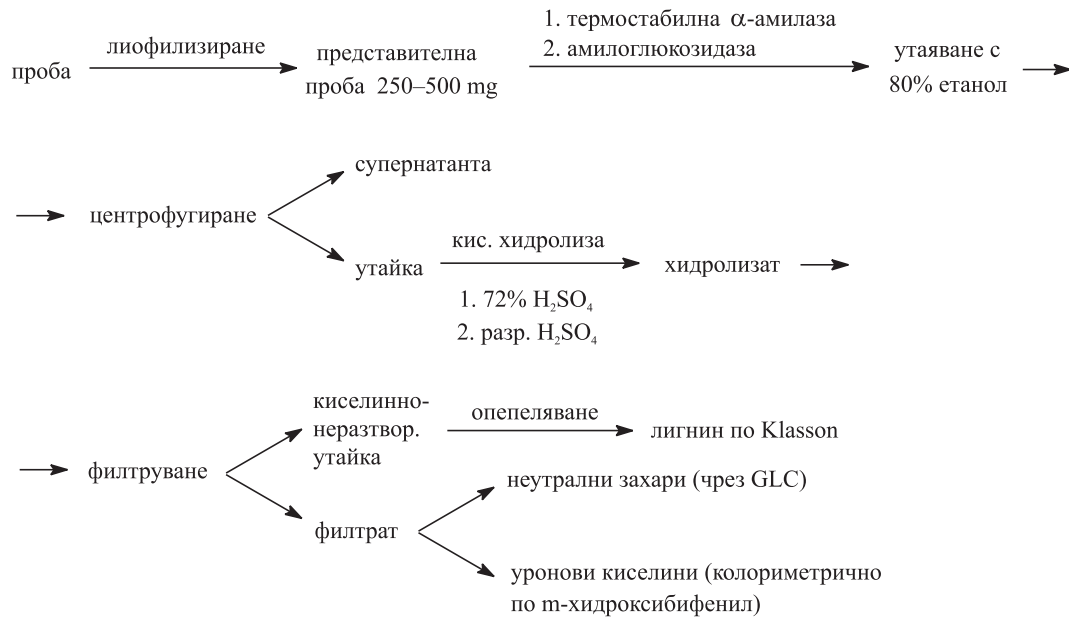 проба
лиофилизиране
представителна
проба 250–500 mg
1. термостабилна α-амилаза
2. амилоглюкозидаза
утаяване с
80% етанол
центрофугиране
супернатанта
утайка
кис. хидролиза
1. 72% H₂SO₄
2. разр. H₂SO₄
хидролизат
филтруване
киселинно-
неразтвор.
утайка
опепеляване
лигнин по Klasson
филтрат
неутрални захари (чрез GLC)
уронови киселини (колориметрично
по m-хидроксибифенил)